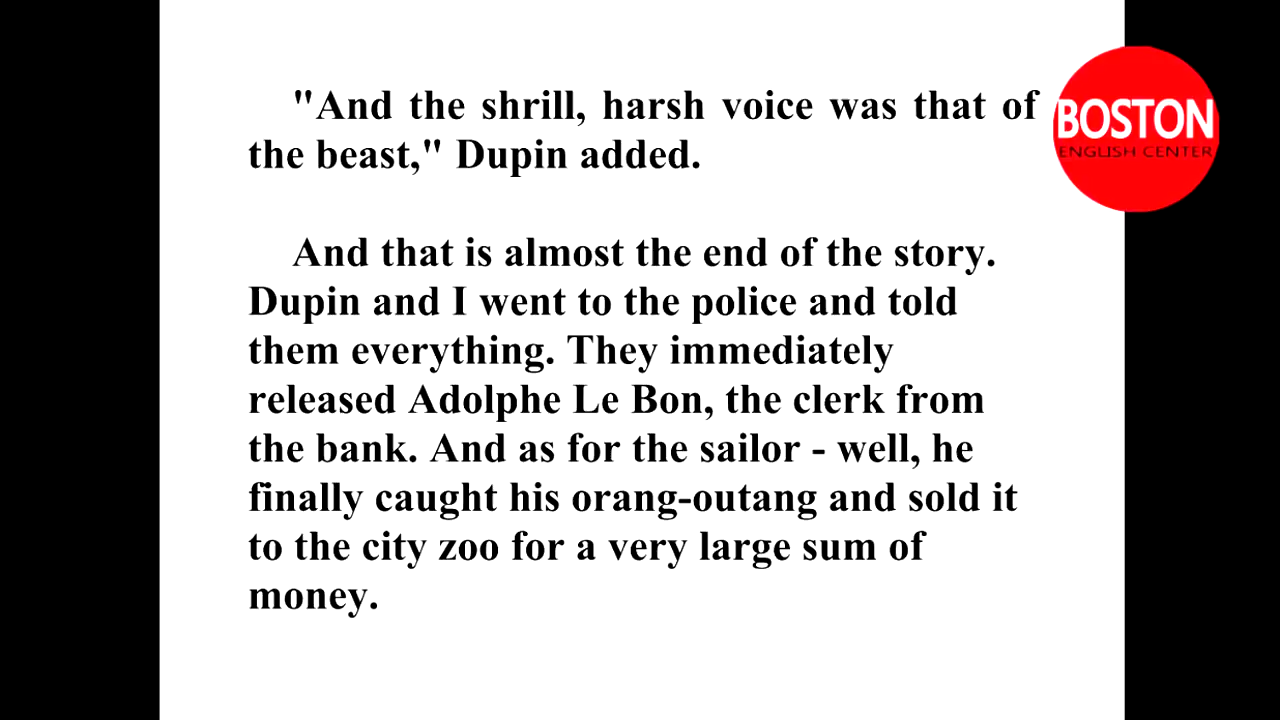 "And the shrill, harsh voice was that of
the beast," Dupin added.
And that is almost the end of the story.
Dupin and I went to the police and told
them everything. They immediately
released Adolphe Le Bon, the clerk from
the bank. And as for the sailor - well, he
finally caught his orang-outang and sold it
to the city zoo for a very large sum of
money.
BOSTON
ENGLISH CENTER